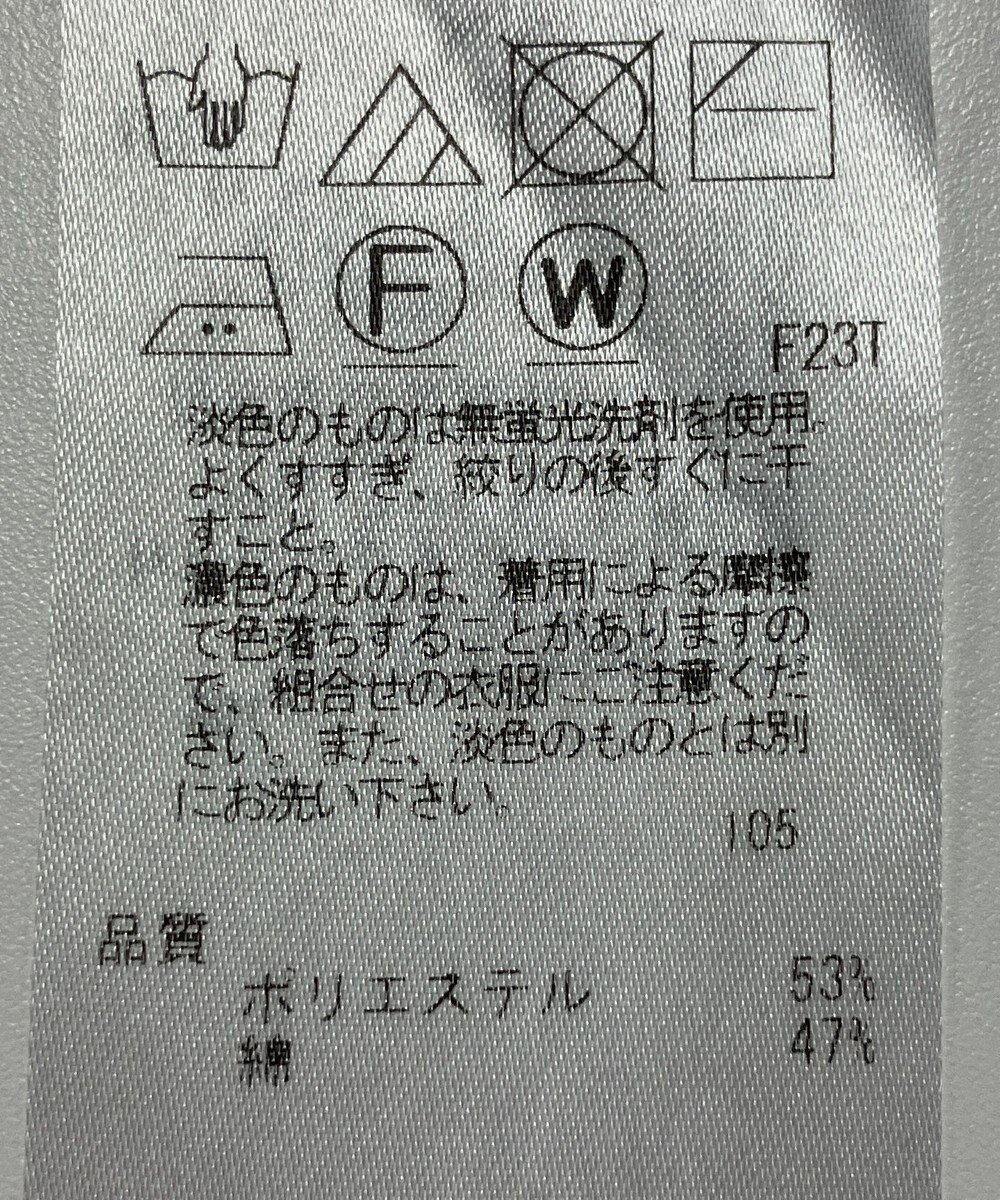 F
W
F23T
淡色のものは無蛍光洗剤を使用。
よくすすぎ、絞りの後すぐに干
すこと。
濃色のものは、着用による摩擦
で色落ちすることがありますの
で、組合せの衣服にご注意くだ
さい。また、淡色のものとは別
にお洗い下さい。
105
品質
ポリエステル 53%
綿 47%